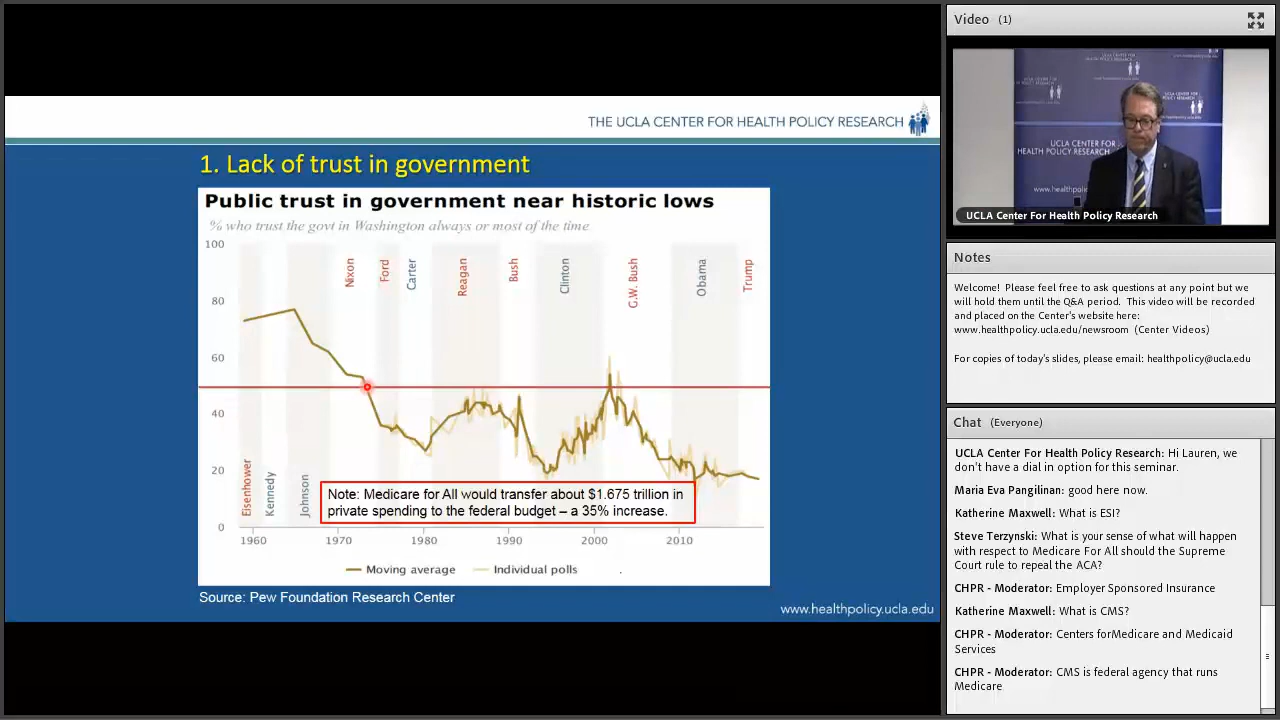 THE UCLA CENTER FOR HEALTH POLICY RESEARCH
1. Lack of trust in government
Public trust in government near historic lows
% who trust the govt in Washington always or most of the time
100
80
60
40
20
0
Eisenhower
Kennedy
Johnson
Nixon
Ford
Carter
Reagan
Bush
Clinton
G.W. Bush
Obama
Trump
Note: Medicare for All would transfer about $1.675 trillion in
private spending to the federal budget – a 35% increase.
1960 1970 1980 1990 2000 2010
Moving average Individual polls
Source: Pew Foundation Research Center
www.healthpolicy.ucla.edu
Video (1)
UCLA CENTER
FOR HEALTH
POLICY RESEARCH
UCLA Center For Health Policy Research
Notes
Welcome! Please feel free to ask questions at any point but we
will hold them until the Q&A period. This video will be recorded
and placed on the Center's website here:
www.healthpolicy.ucla.edu/newsroom (Center Videos)
For copies of today's slides, please email: healthpolicy@ucla.edu
Chat (Everyone)
UCLA Center For Health Policy Research: Hi Lauren, we
don't have a dial in option for this seminar.
Maria Eva Pangilinan: good here now.
Katherine Maxwell: What is ESI?
Steve Terzynski: What is your sense of what will happen
with respect to Medicare For All should the Supreme
Court rule to repeal the ACA?
CHPR - Moderator: Employer Sponsored Insurance
Katherine Maxwell: What is CMS?
CHPR - Moderator: Centers forMedicare and Medicaid
Services
CHPR - Moderator: CMS is federal agency that runs
Medicare